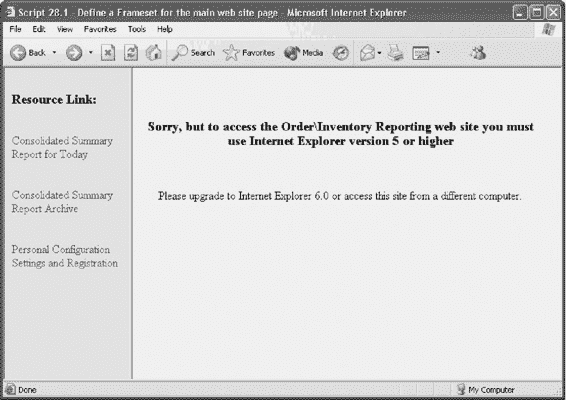 Script 28.1 - Define a Frameset for the main web site page - Microsoft Internet Explorer
File Edit View Favorites Tools Help
Back Search Favorites Media
Resource Link:
Consolidated Summary
Report for Today
Consolidated Summary
Report Archive
Personal Configuration
Settings and Registration
Sorry, but to access the Order\Inventory Reporting web site you must
use Internet Explorer version 5 or higher
Please upgrade to Internet Explorer 6.0 or access this site from a different computer.
Done My Computer